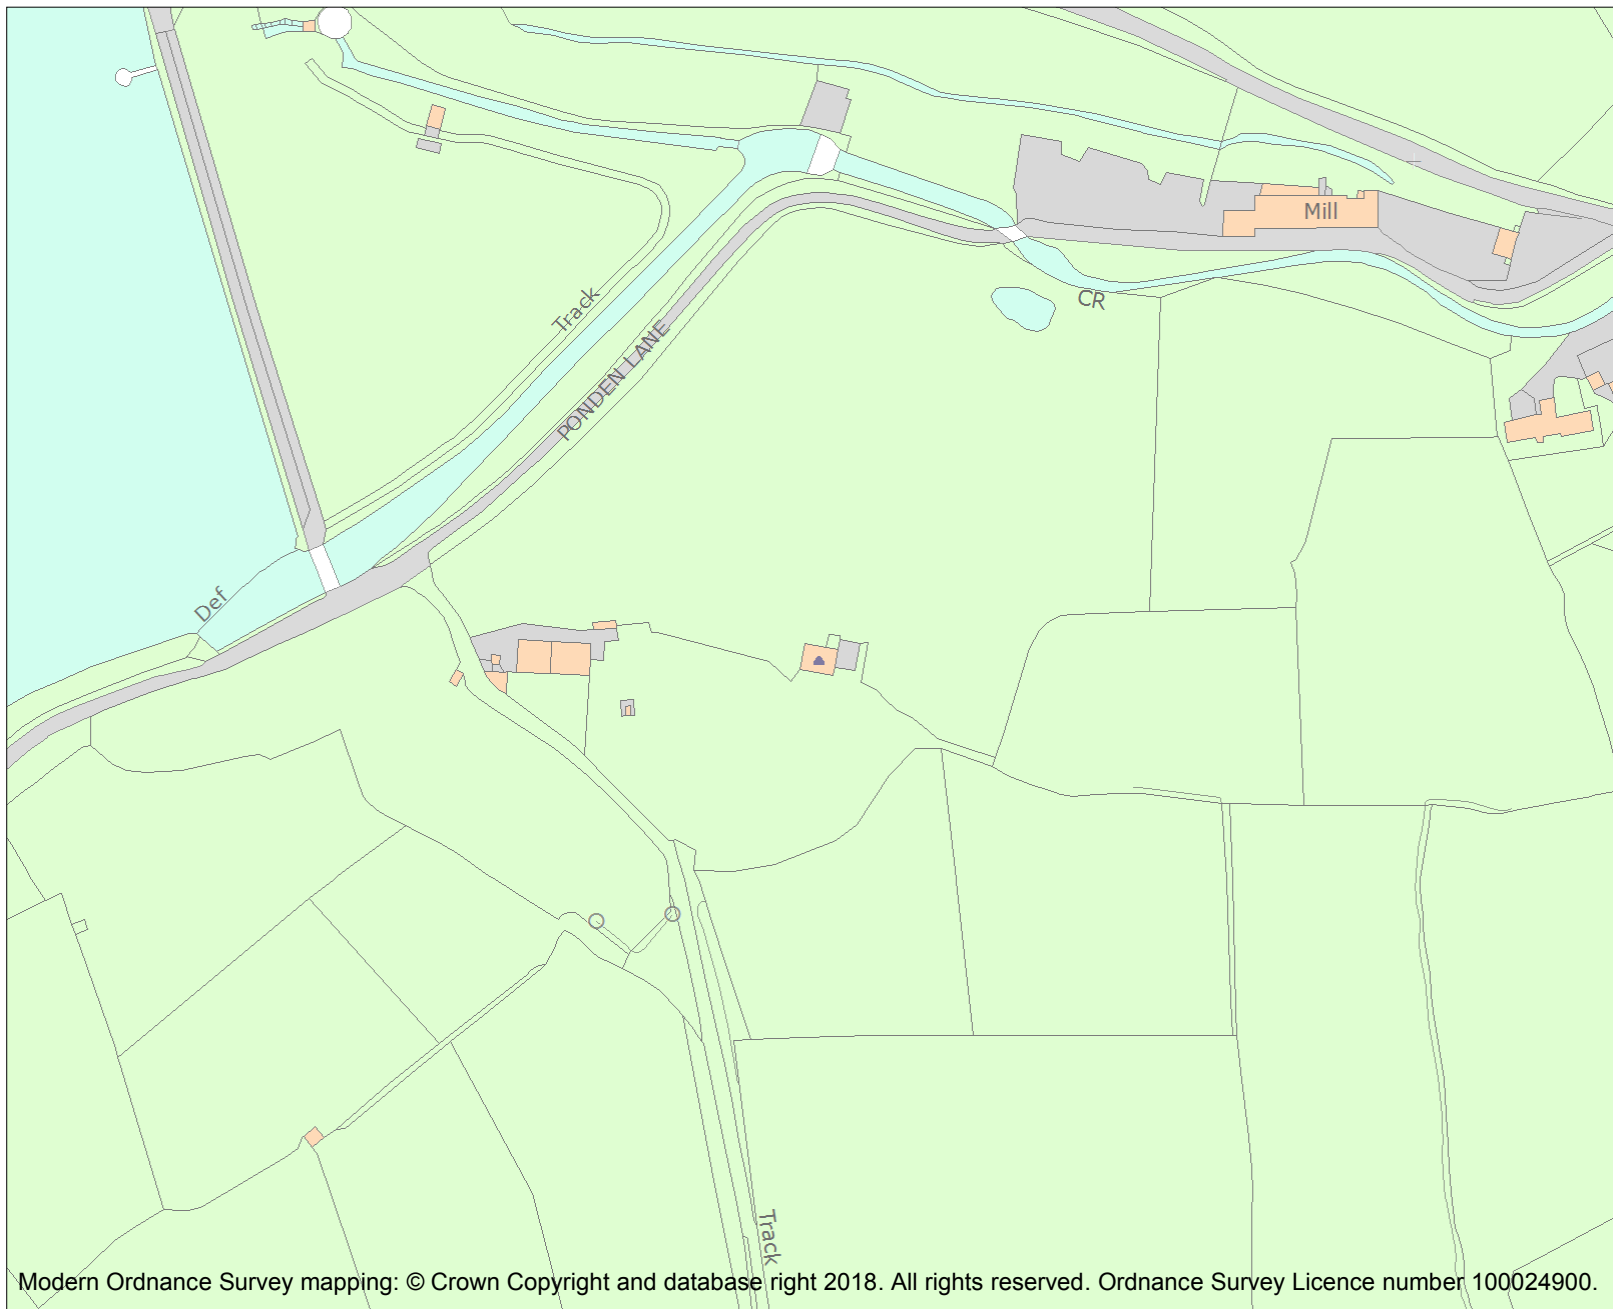 Mill
Track
CR
PONDEN LANE
Def
Track
Modern Ordnance Survey mapping: © Crown Copyright and database right 2018. All rights reserved. Ordnance Survey Licence number 100024900.